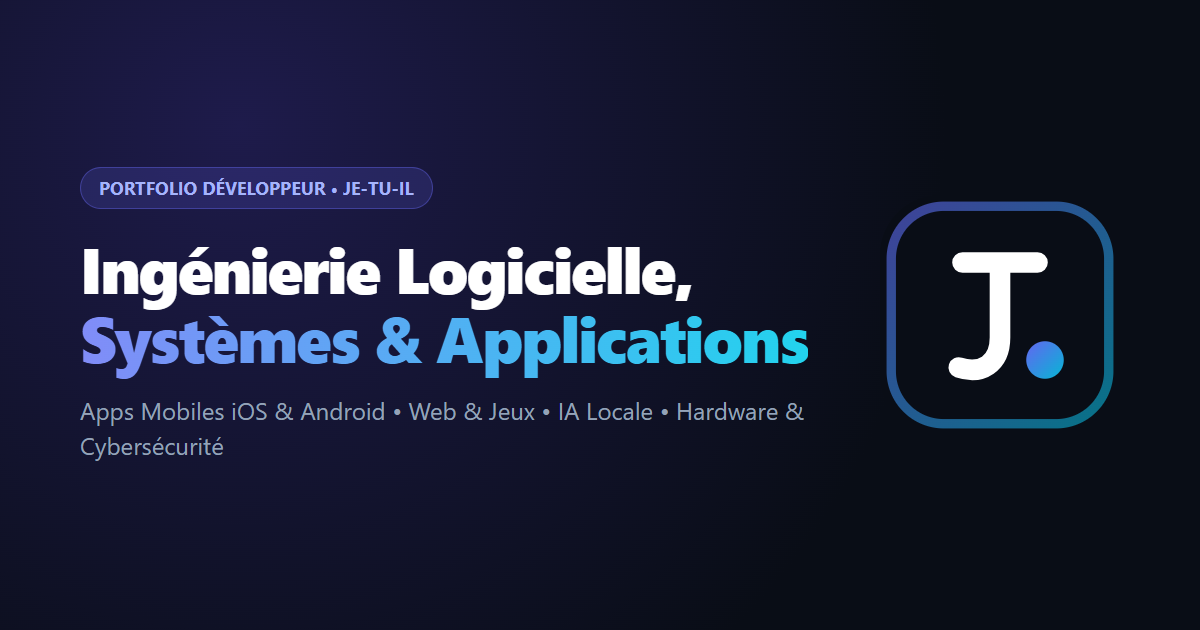 PORTFOLIO DÉVELOPPEUR • JE-TU-IL
Ingénierie Logicielle,
Systèmes & Applications
Apps Mobiles iOS & Android • Web & Jeux • IA Locale • Hardware &
Cybersécurité
J.